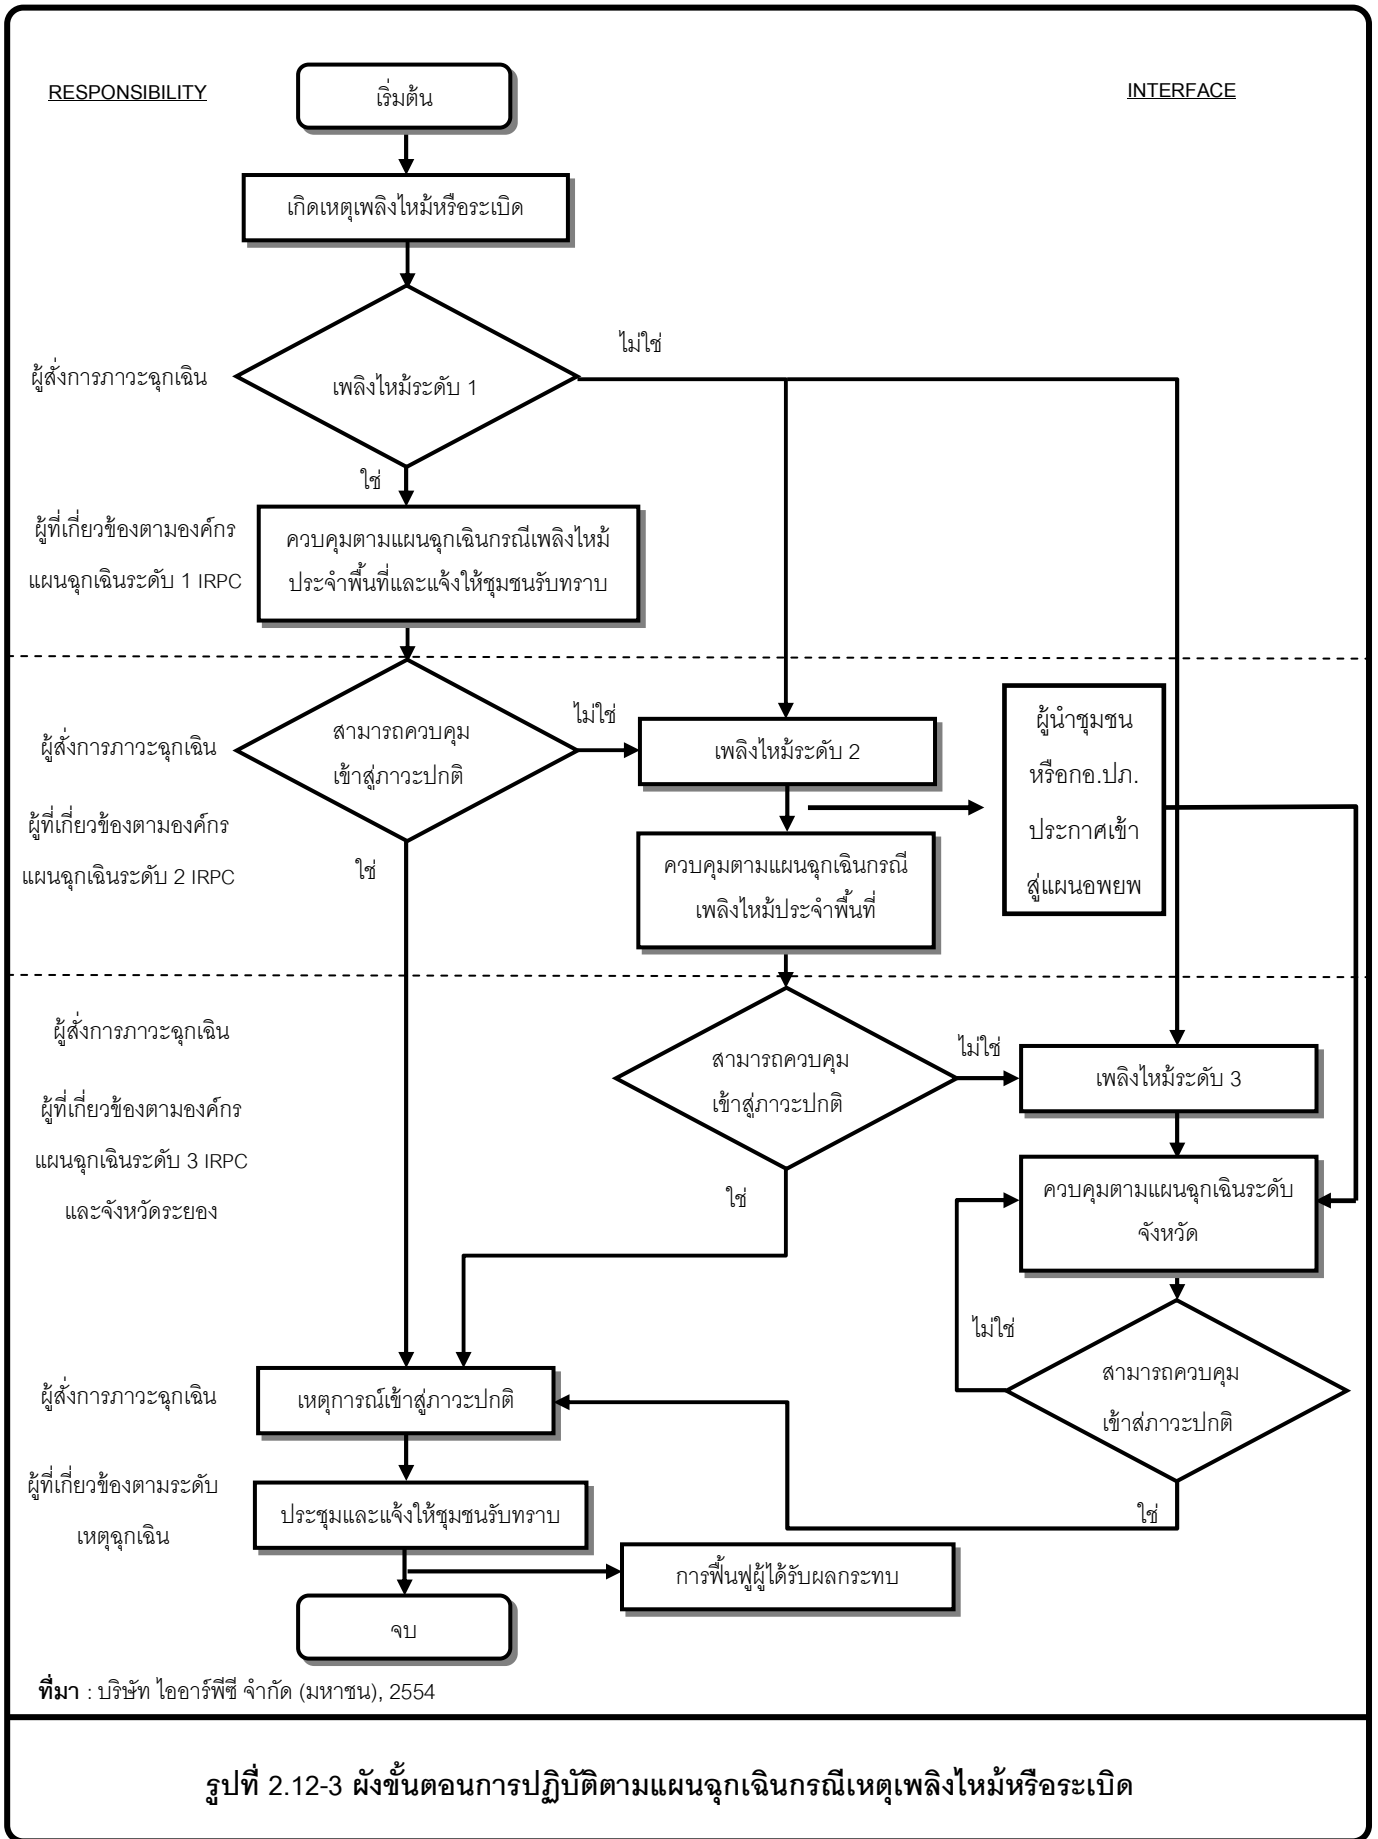 RESPONSIBILITY
INTERFACE
เริ่มต้น
เกิดเหตุเพลิงไหม้หรือระเบิด
ไม่ใช่
ผู้สั่งการภาวะฉุกเฉิน
เพลิงไหม้ระดับ 1
ใช่
ผู้ที่เกี่ยวข้องตามองค์กร
แผนฉุกเฉินระดับ 1 IRPC
ควบคุมตามแผนฉุกเฉินกรณีเพลิงไหม้
ประจำพื้นที่และแจ้งให้ชุมชนรับทราบ
ผู้สั่งการภาวะฉุกเฉิน
ผู้ที่เกี่ยวข้องตามองค์กร
แผนฉุกเฉินระดับ 2 IRPC
สามารถควบคุม
เข้าสู่ภาวะปกติ
ไม่ใช่
ใช่
เพลิงไหม้ระดับ 2
ควบคุมตามแผนฉุกเฉินกรณี
เพลิงไหม้ประจำพื้นที่
ผู้นำชุมชน
หรือกอ.ปภ.
ประกาศเข้า
สู่แผนอพยพ
ผู้สั่งการภาวะฉุกเฉิน
ผู้ที่เกี่ยวข้องตามองค์กร
แผนฉุกเฉินระดับ 3 IRPC
และจังหวัดระยอง
สามารถควบคุม
เข้าสู่ภาวะปกติ
ไม่ใช่
ใช่
เพลิงไหม้ระดับ 3
ควบคุมตามแผนฉุกเฉินระดับ
จังหวัด
ไม่ใช่
สามารถควบคุม
เข้าส่ภาวะปกติ
ใช่
ผู้สั่งการภาวะฉุกเฉิน
เหตุการณ์เข้าสู่ภาวะปกติ
ผู้ที่เกี่ยวข้องตามระดับ
เหตุฉุกเฉิน
ประชุมและแจ้งให้ชุมชนรับทราบ
การฟื้นฟูผู้ได้รับผลกระทบ
จบ
ที่มา : บริษัท ไออาร์พีซี จำกัด (มหาชน), 2554
รูปที่ 2.12-3 ผังขั้นตอนการปฏิบัติตามแผนฉุกเฉินกรณีเหตุเพลิงไหม้หรือระเบิด